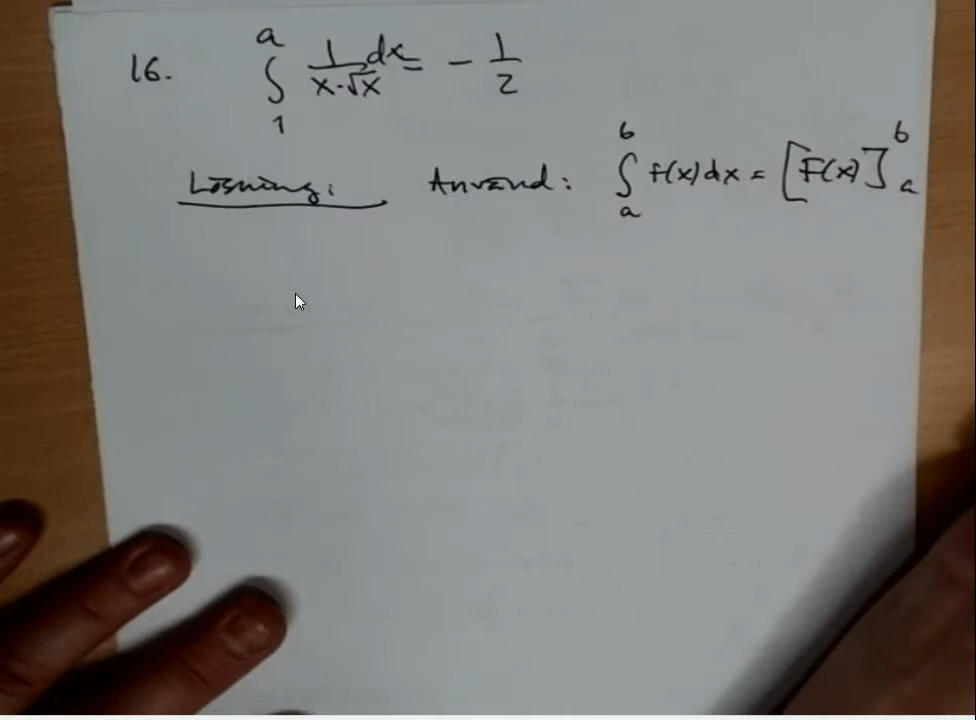 16. ∫₁ᵃ 1/(x·√x) dx = - 1/2
Lösning: Använd: ∫ₐᵇ f(x)dx = [F(x)]ₐᵇ